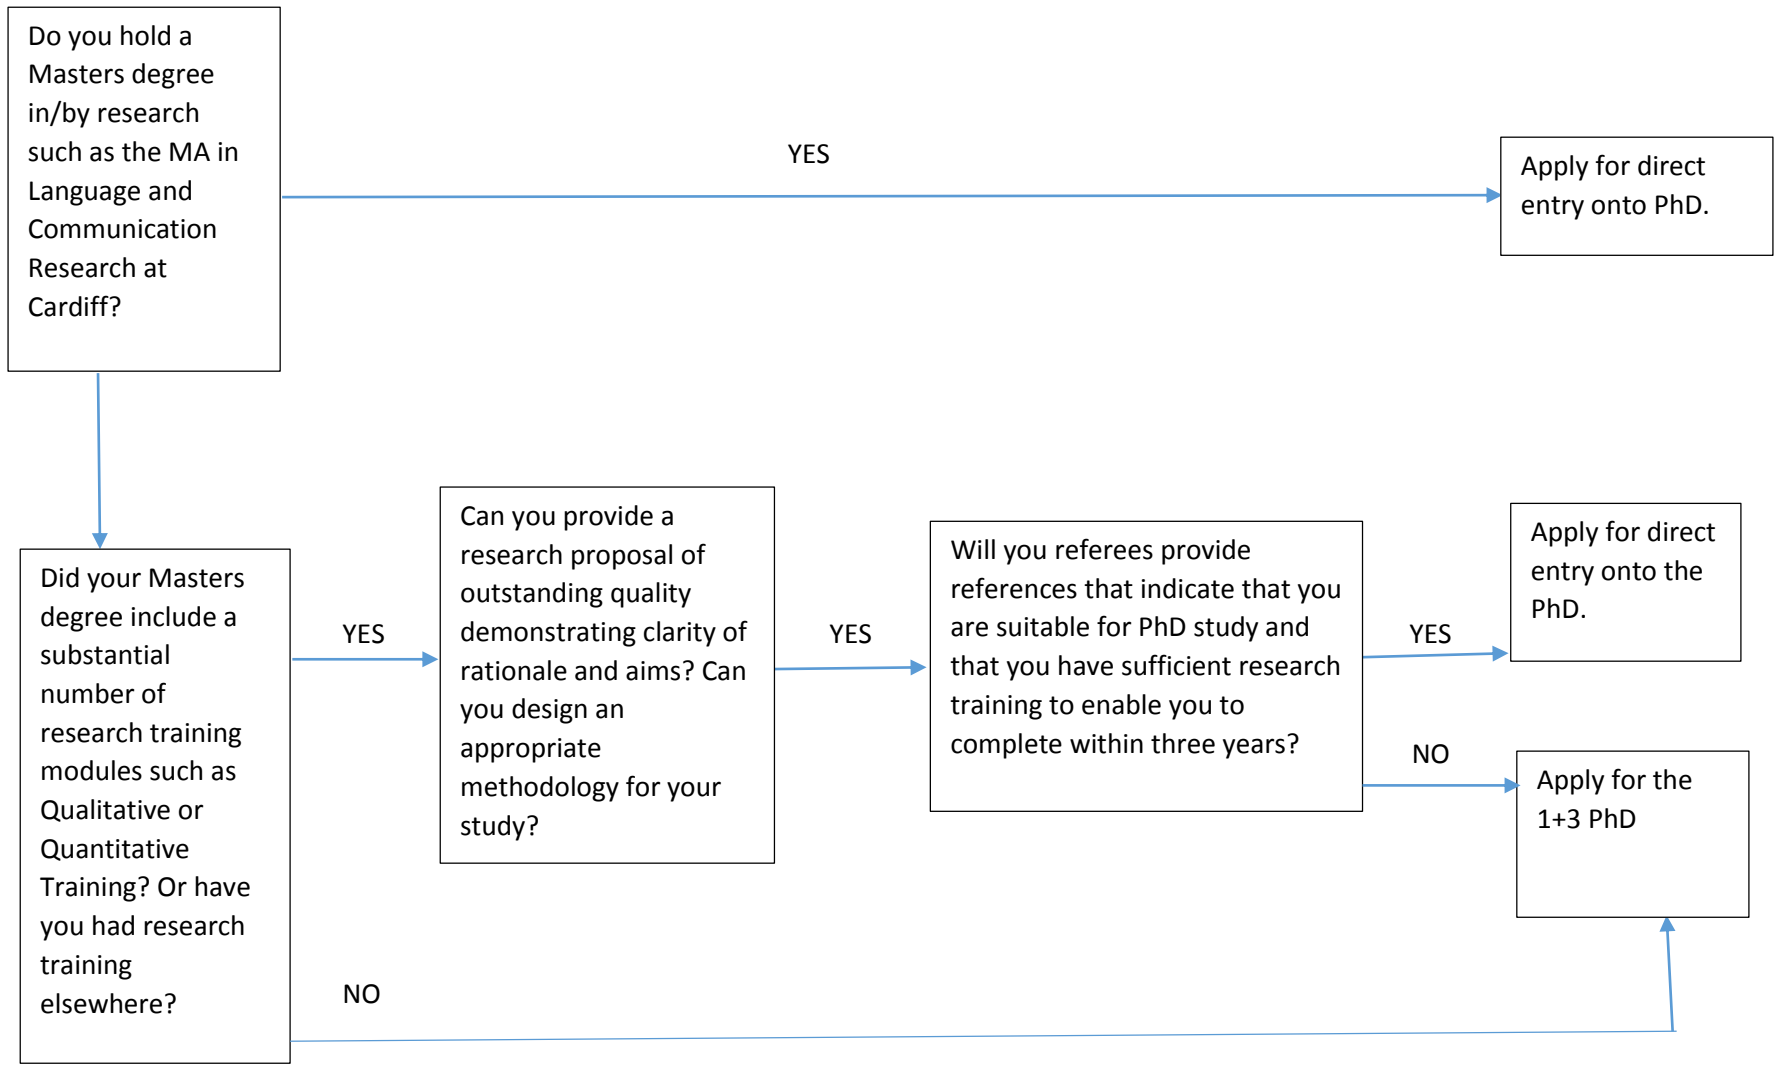 Do you hold a
Masters degree
in/by research
such as the MA in
Language and
Communication
Research at
Cardiff?
YES
Apply for direct
entry onto PhD.
Did your Masters
degree include a
substantial
number of
research training
modules such as
Qualitative or
Quantitative
Training? Or have
you had research
training
elsewhere?
YES
Can you provide a
research proposal of
outstanding quality
demonstrating clarity of
rationale and aims? Can
you design an
appropriate
methodology for your
study?
YES
Will you referees provide
references that indicate that you
are suitable for PhD study and
that you have sufficient research
training to enable you to
complete within three years?
YES
Apply for direct
entry onto the
PhD.
NO
Apply for the
1+3 PhD
NO